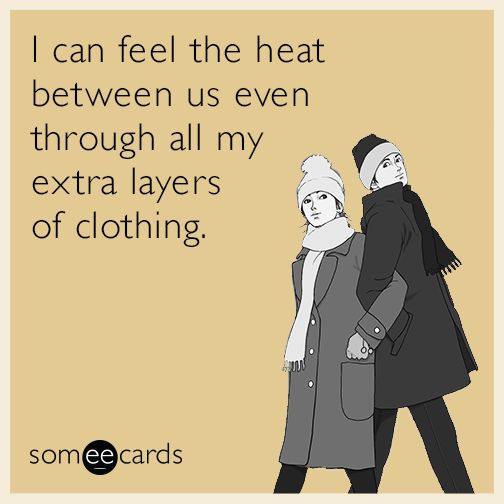 I can feel the heat
between us even
through all my
extra layers
of clothing.
someecards